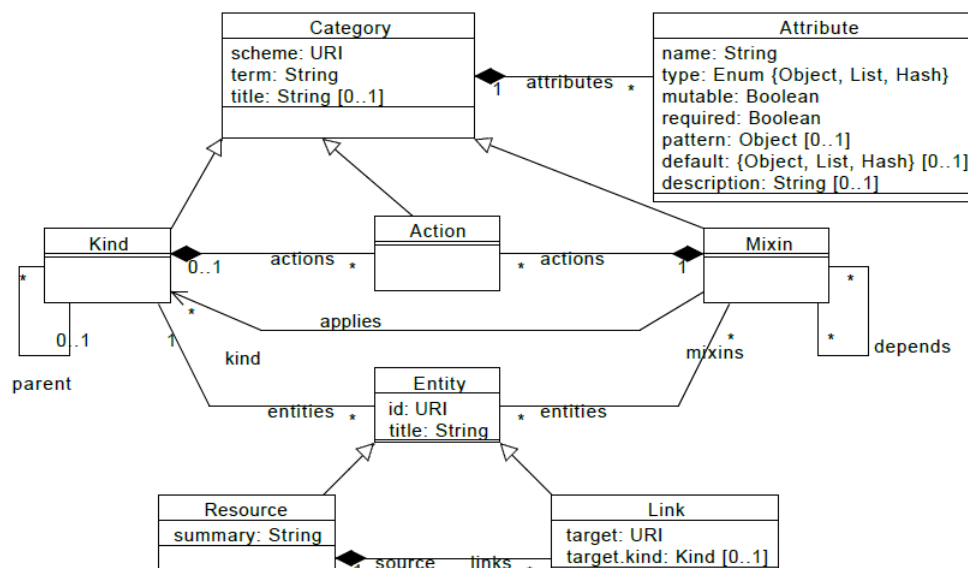 Category
scheme: URI
term: String
title: String [0..1]
Attribute
name: String
type: Enum {Object, List, Hash}
mutable: Boolean
required: Boolean
pattern: Object [0..1]
default: {Object, List, Hash} [0..1]
description: String [0..1]
1 attributes *
Kind
Action
Mixin
0..1 actions *
* actions 1
*
0..1
parent
*
applies
*
*
depends
1
kind
*
mixins
Entity
id: URI
title: String
entities *
* entities
Resource
summary: String
Link
target: URI
target.kind: Kind [0..1]
source links